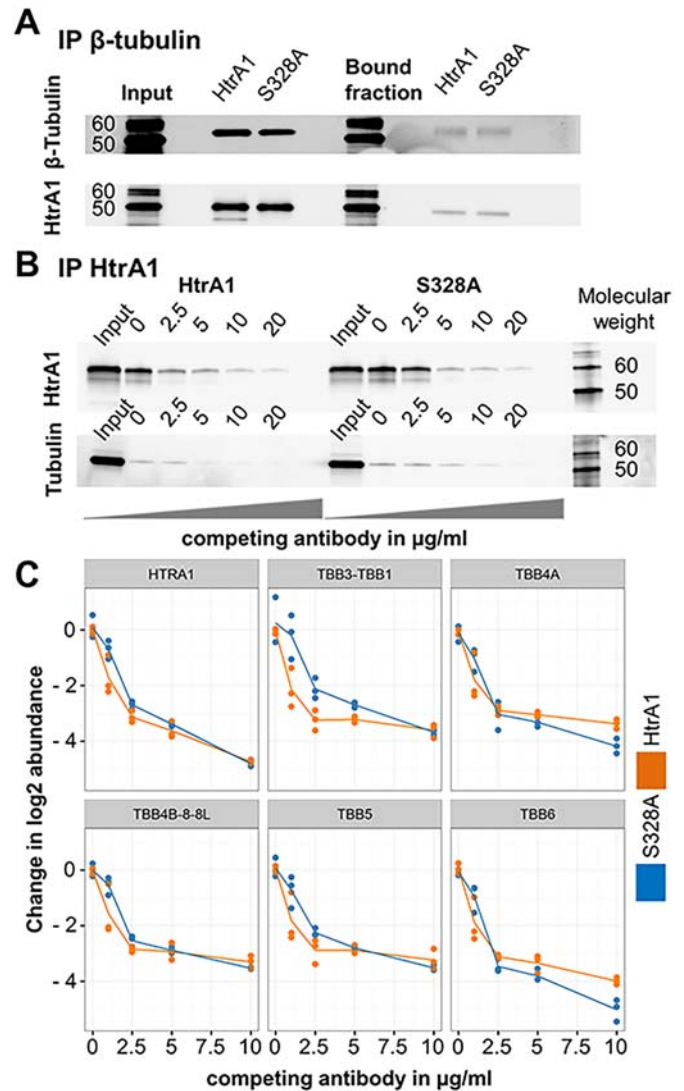 A
IP β-tubulin
Input HtrA1 S328A Bound fraction HtrA1 S328A
β-Tubulin 60 50
HtrA1 60 50
B IP HtrA1
HtrA1 S328A Molecular weight
Input 0 2.5 5 10 20 Input 0 2.5 5 10 20
HtrA1 60 50
Input 0 2.5 5 10 20 Input 0 2.5 5 10 20
Tubulin 60 50
competing antibody in µg/ml
C
HTRA1 TBB3-TBB1 TBB4A
0
- 2
- 4
TBB4B-8-8L TBB5 TBB6
0
- 2
- 4
Change in log2 abundance
HtrA1
S328A
0 2.5 5 7.5 10 0 2.5 5 7.5 10 0 2.5 5 7.5 10
competing antibody in µg/ml